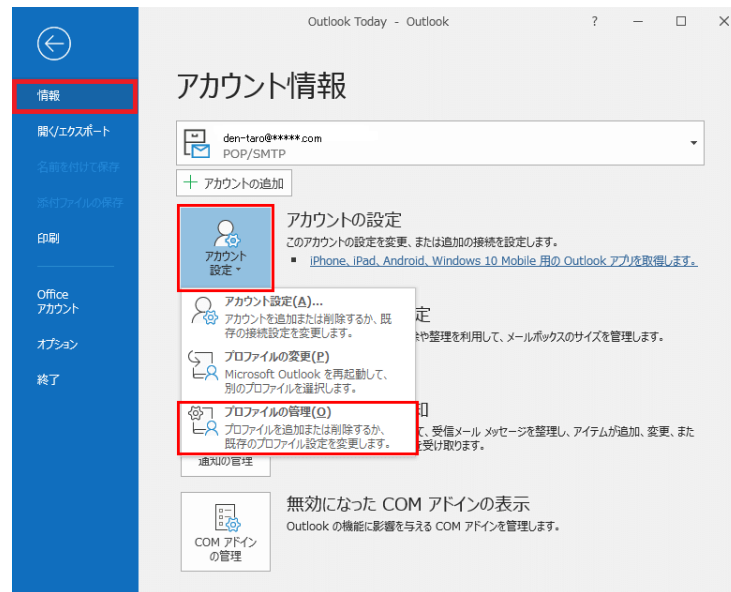 Outlook Today - Outlook
?
情報
開く/エクスポート
名前を付けて保存
添付ファイルの保存
印刷
Office
アカウント
オプション
終了
アカウント情報
den-taro@*****.com
POP/SMTP
アカウントの追加
アカウント
設定
アカウントの設定
このアカウントの設定を変更、または追加の接続を設定します。
iPhone、iPad、Android、Windows 10 Mobile 用の Outlook アプリを取得します。
アカウント設定(A)...
アカウントを追加または削除するか、既
存の接続設定を変更します。
プロファイルの変更(P)
Microsoft Outlook を再起動して、
別のプロファイルを選択します。
プロファイルの管理(O)
プロファイルを追加または削除するか、
既存のプロファイル設定を変更します。
定
や整理を利用して、メールボックスのサイズを管理します。
、受信メール メッセージを整理し、アイテムが追加、変更、また
受け取ります。
通知の管理
COM アドイン
の管理
無効になった COM アドインの表示
Outlook の機能に影響を与える COM アドインを管理します。